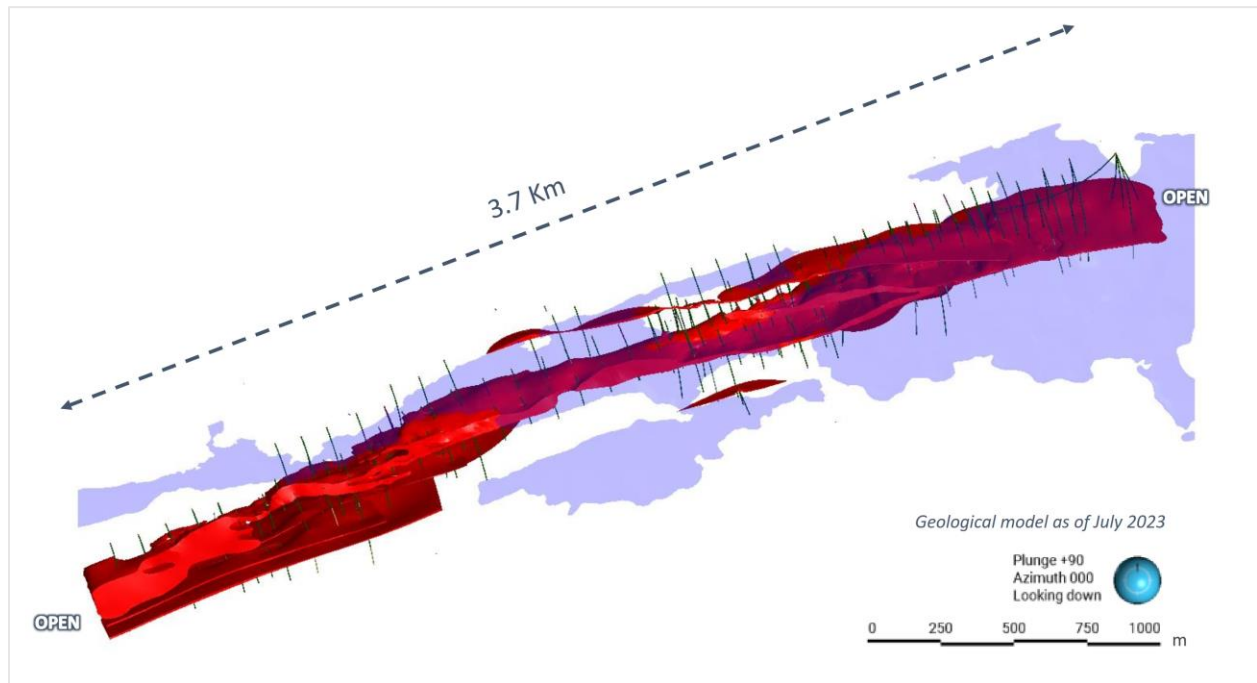 3.7 Km
OPEN
OPEN
Geological model as of July 2023
Plunge +90
Azimuth 000
Looking down
0 250 500 750 1000 m